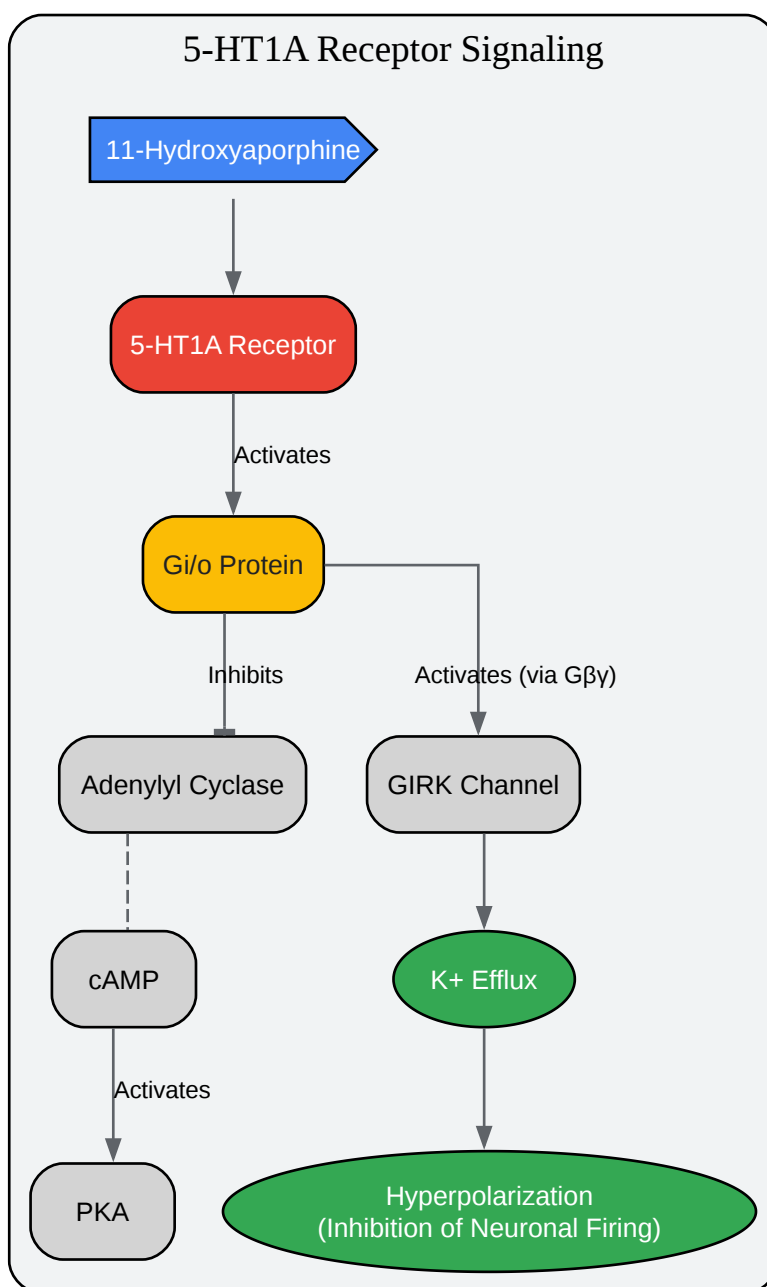 5-HT1A Receptor Signaling
11-Hydroxyaporphine
5-HT1A Receptor
Activates
Gi/o Protein
Inhibits
Activates (via Gβγ)
Adenylyl Cyclase
GIRK Channel
cAMP
K+ Efflux
Activates
PKA
Hyperpolarization
(Inhibition of Neuronal Firing)